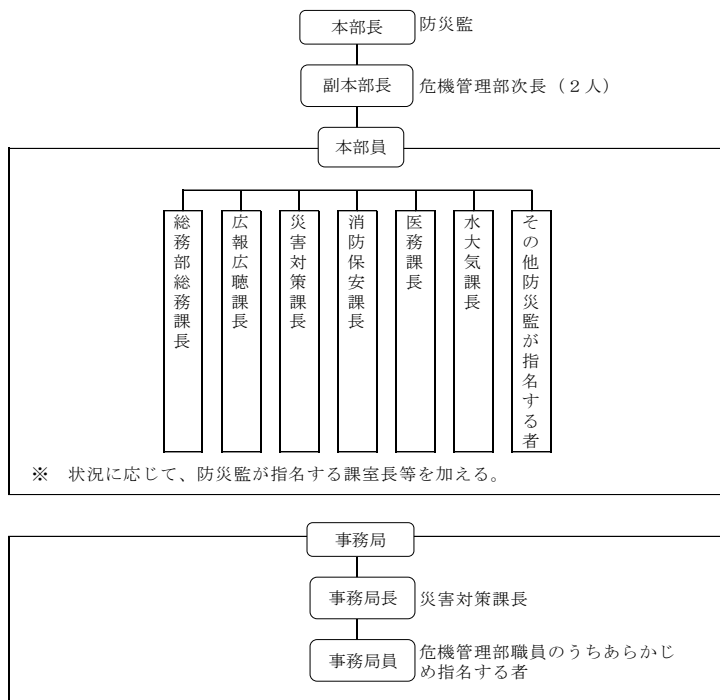 本部長 防災監
副本部長 危機管理部次長（２人）
本部員
総務部総務課長
広報広聴課長
災害対策課長
消防保安課長
医務課長
水大気課長
その他防災監が指名する者
※　状況に応じて、防災監が指名する課室長等を加える。
事務局
事務局長 災害対策課長
事務局員 危機管理部職員のうちあらかじ
め指名する者